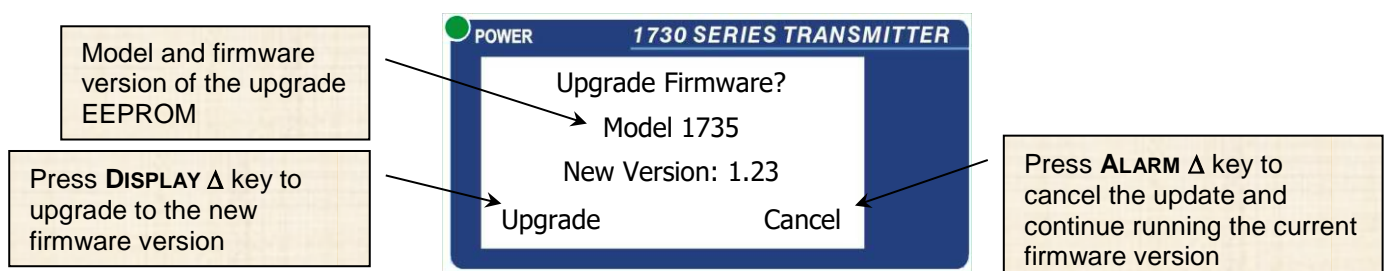 Model and firmware
version of the upgrade
EEPROM
Press DISPLAY Δ key to
upgrade to the new
firmware version
POWER
1730 SERIES TRANSMITTER
Upgrade Firmware?
Model 1735
New Version: 1.23
Upgrade
Cancel
Press ALARM Δ key to
cancel the update and
continue running the current
firmware version